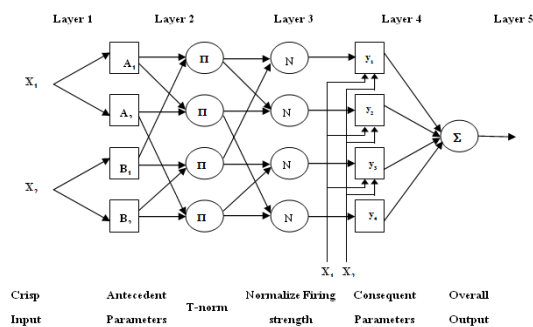 Layer 1 Layer 2 Layer 3 Layer 4 Layer 5
A₁ Π N y₁
X₁
A₂ Π N y₂
Σ
B₁ Π N y₃
X₂
B₂ Π N y₄
X₁ X₂
Crisp Antecedent Normalize Firing Consequent Overall
T-norm
Input Parameters strength Parameters Output